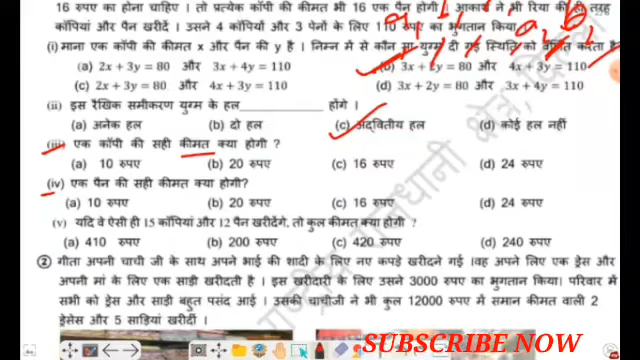 16 रुपए का होना चाहिए । तो प्रत्येक कॉपी की कीमत भी 16 एक पैन होगी । आकाश ने भी रिया की ही तरह
कॉपियां और पैन खरीदें । उसने 4 कॉपीयों और 3 पेनों के लिए 110 रुपए का भुगतान किया
(i) माना एक कॉपी की कीमत x और पैन की y है । निम्न में से कौन सा युग्म दी गई स्थिति को वर्णित करता है
(a) 2x + 3y = 80 और 3x + 4y = 110 (b) 3x + 2y = 80 और 4x + 3y = 110
(c) 2x + 3y = 80 और 4x + 3y = 110 (d) 3x + 2y = 80 और 3x + 4y = 110
(ii) इस रैखिक समीकरण युग्म के हल____________ होंगे ।
(a) अनेक हल (b) दो हल (c) अद्वितीय हल (d) कोई हल नहीं
(iii) एक कॉपी की सही कीमत क्या होगी ?
(a) 10 रुपए (b) 20 रुपए (c) 16 रुपए (d) 24 रुपए
(iv) एक पैन की सही कीमत क्या होगी?
(a) 10 रुपए (b) 20 रुपए (c) 16 रुपए (d) 24 रुपए
(v) यदि वे ऐसी ही 15 कॉपियां और 12 पैन खरीदेंगे, तो कुल कीमत क्या होगी ?
(a) 410 रुपए (b) 200 रुपए (c) 420 रुपए (d) 240 रुपए
2 गीता अपनी चाची जी के साथ अपने भाई की शादी के लिए नए कपड़े खरीदने गई ।वह अपने लिए एक ड्रेस और
अपनी मां के लिए एक साड़ी खरीदती है । इस खरीदारी के लिए उसने 3000 रुपए का भुगतान किया। परिवार में
सभी को ड्रेस और साड़ी बहुत पसंद आई । उसकी चाचीजी ने भी कुल 12000 रुपए में समान कीमत वाली 2
ड्रेसेस और 5 साड़ियां खरीदीं ।
SUBSCRIBE NOW